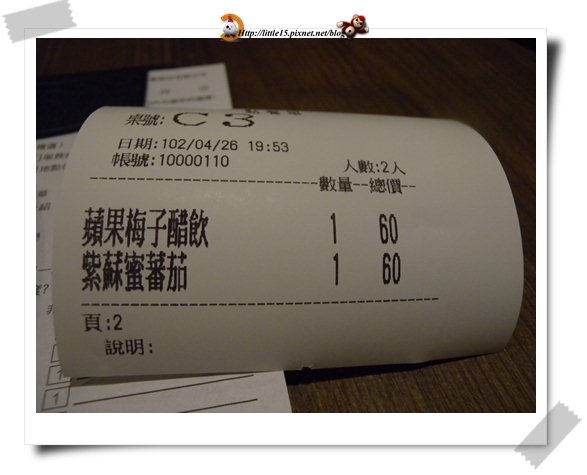 Http://little15.pixnet.net/blog
桌號: C 3
日期:102/04/26 19:53
帳號:10000110
人數:2人
數量--總價--
蘋果梅子醋飲 1 60
紫蘇蜜蕃茄 1 60
頁:2
說明: